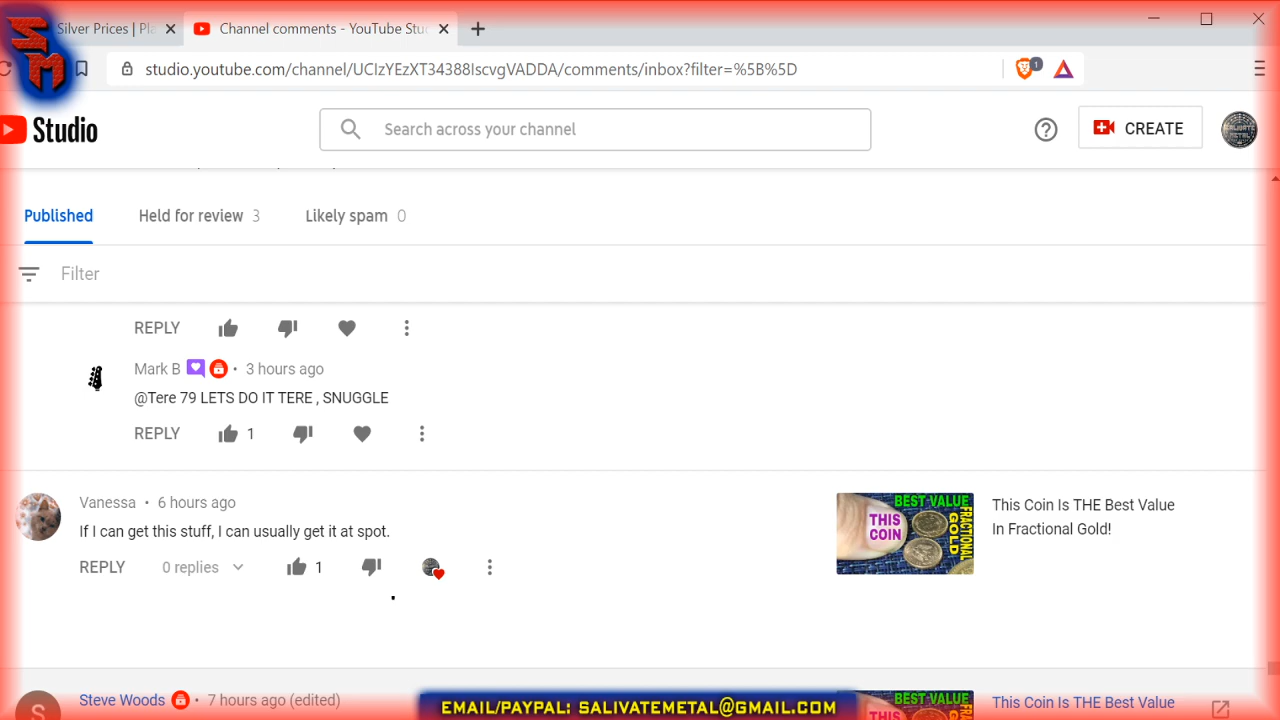 Silver Prices | Pla
Channel comments - YouTube Stu
studio.youtube.com/channel/UCIzYEzXT34388IscvgVADDA/comments/inbox?filter=%5B%5D
1
SM
Studio
Search across your channel
CREATE
SALIVATE
METAL
Published
Held for review 3
Likely spam 0
Filter
REPLY
Mark B • 3 hours ago
@Tere 79 LETS DO IT TERE , SNUGGLE
REPLY 1
Vanessa • 6 hours ago
If I can get this stuff, I can usually get it at spot.
REPLY 0 replies 1
BEST VALUE
THIS
COIN
FRACTIONAL
GOLD
This Coin Is THE Best Value
In Fractional Gold!
S
Steve Woods • 7 hours ago (edited)
BEST VALUE
This Coin Is THE Best Value
EMAIL/PAYPAL: SALIVATEMETAL@GMAIL.COM